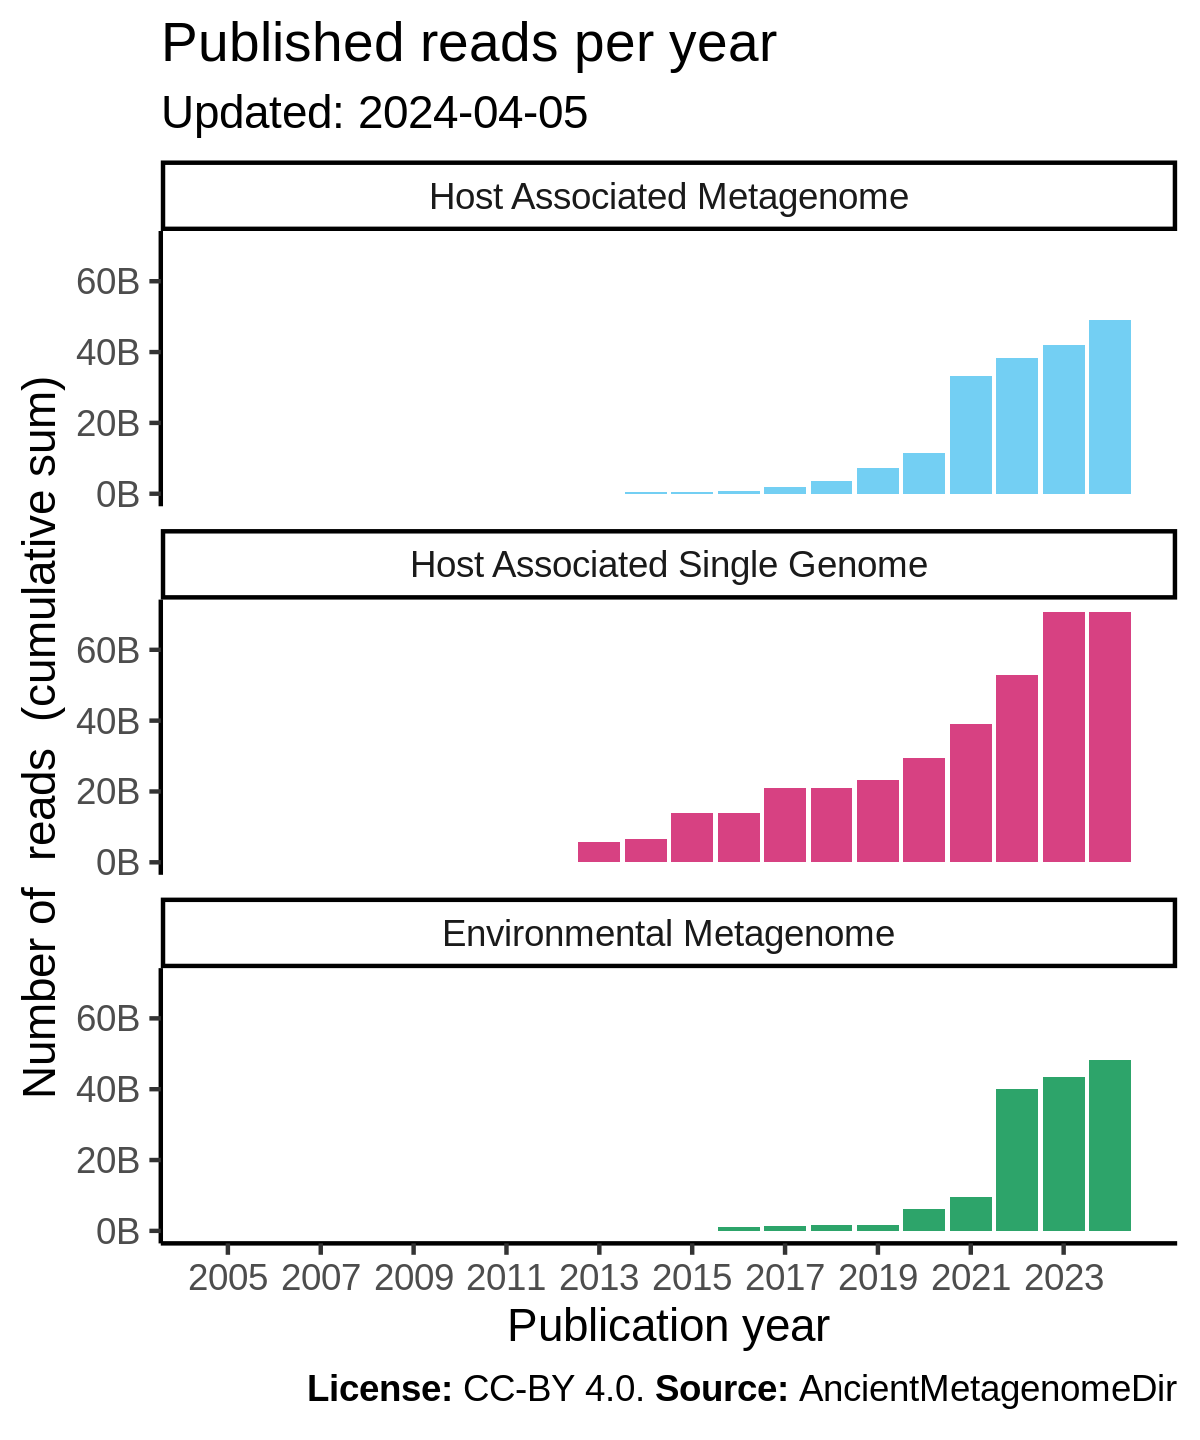 Published reads per year
Updated: 2024-04-05
Host Associated Metagenome
60B
40B
20B
0B
Host Associated Single Genome
60B
40B
20B
0B
Environmental Metagenome
60B
40B
20B
0B
Number of reads (cumulative sum)
2005 2007 2009 2011 2013 2015 2017 2019 2021 2023
Publication year
License: CC-BY 4.0. Source: AncientMetagenomeDir